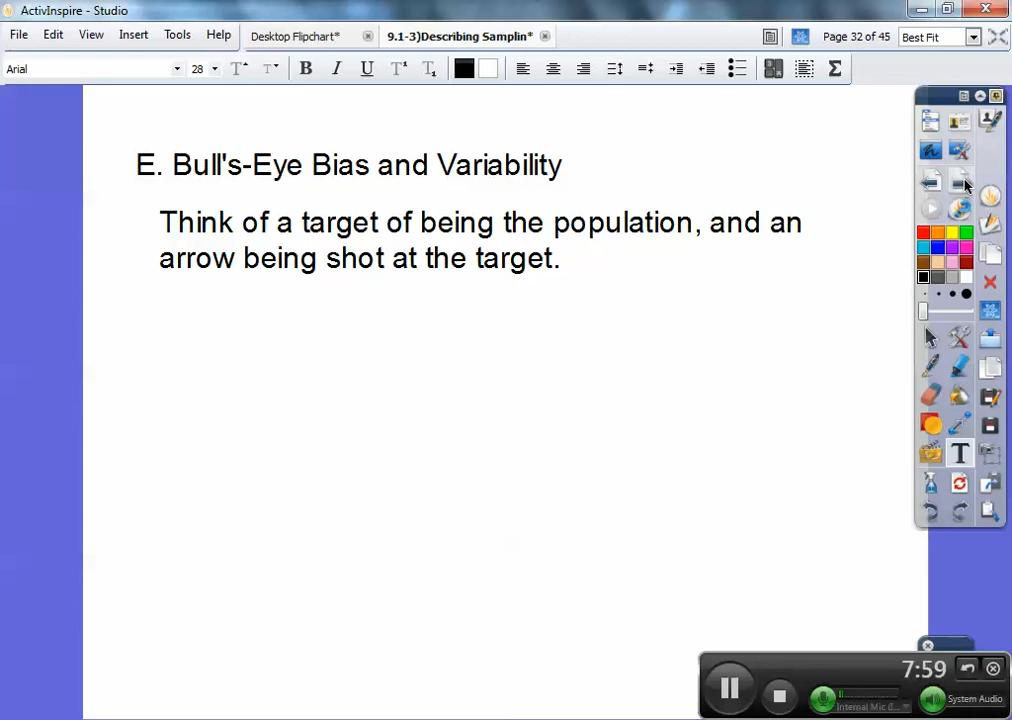 ActivInspire - Studio
File Edit View Insert Tools Help
Desktop Flipchart*
9.1-3)Describing Samplin*
Page 32 of 45
Best Fit
Arial
28
B I U T T Σ
E. Bull's-Eye Bias and Variability
Think of a target of being the population, and an
arrow being shot at the target.
T
7:59
Internal Mic (I...
System Audio